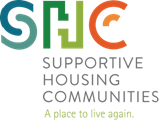 SHC
SUPPORTIVE
HOUSING
COMMUNITIES
A place to live again.